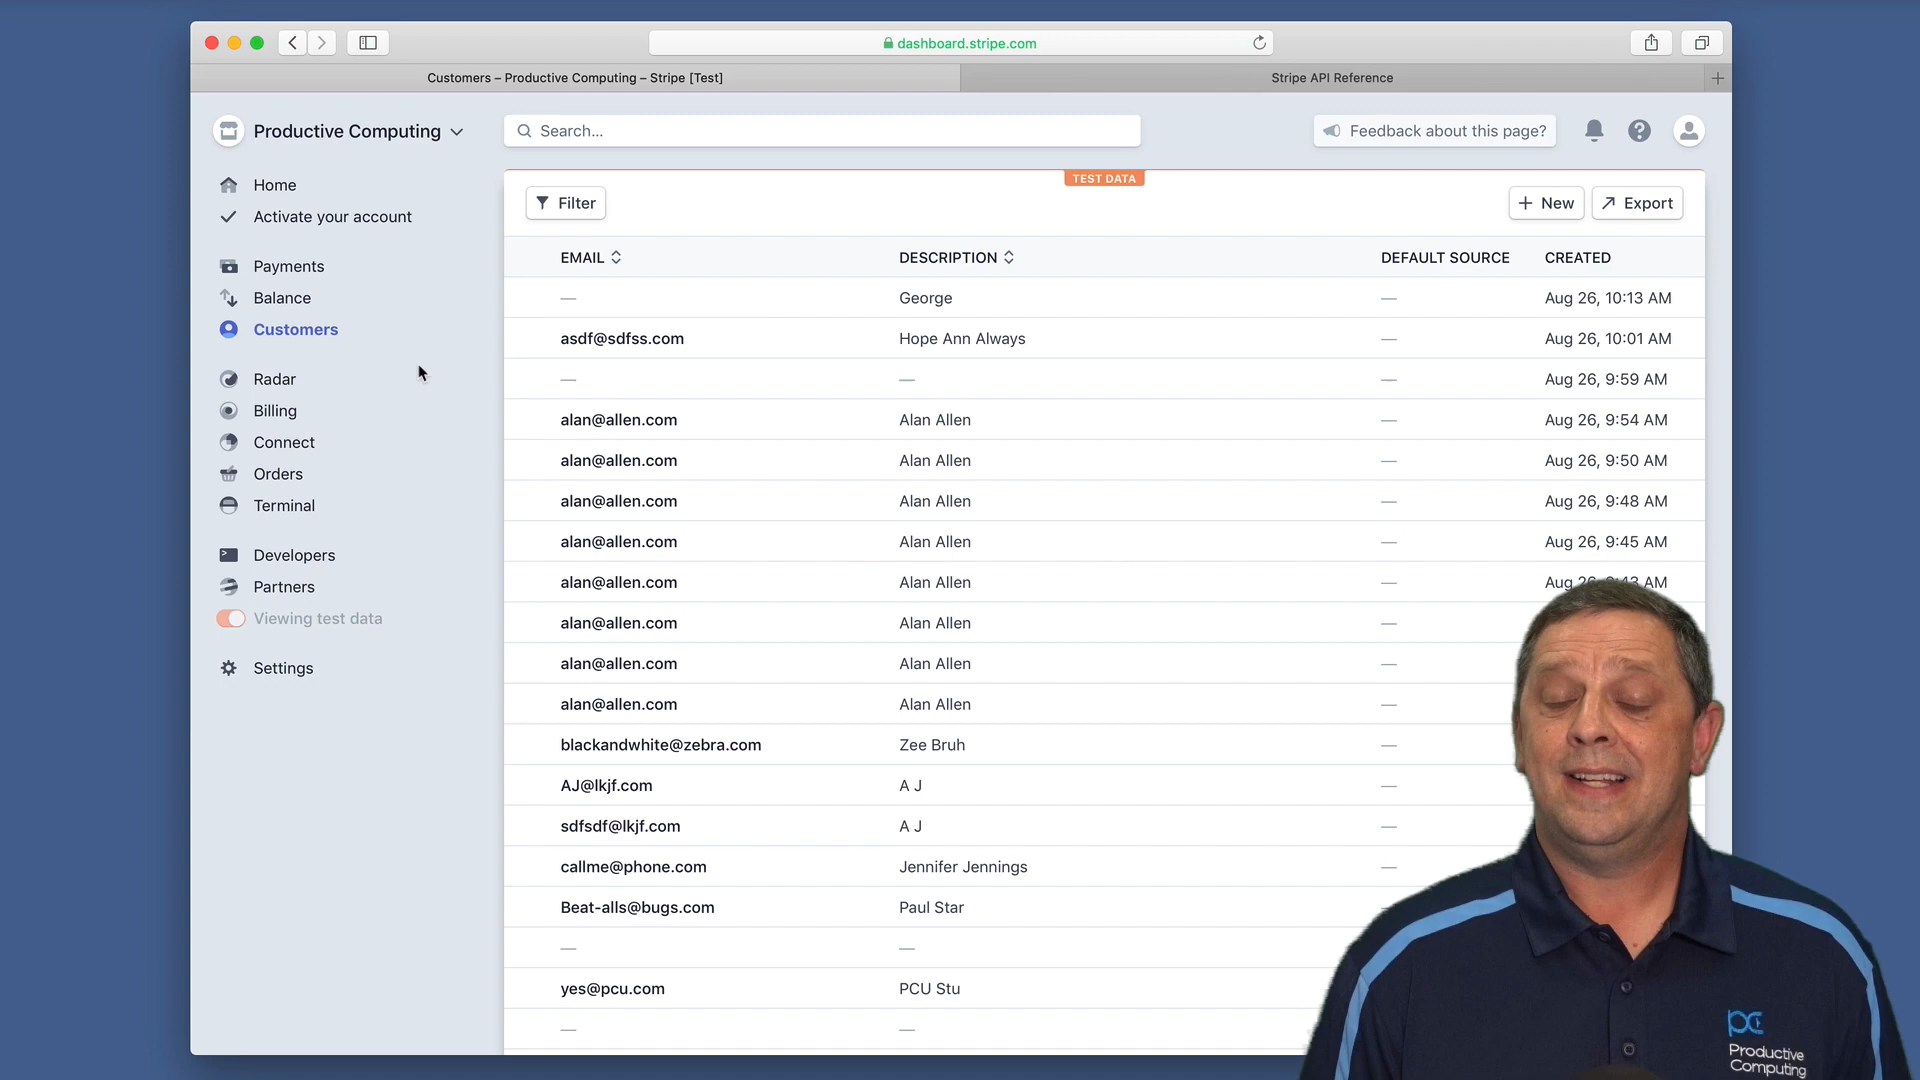 dashboard.stripe.com
Customers – Productive Computing – Stripe [Test]
Stripe API Reference
Productive Computing
Search...
Feedback about this page?
Home
Activate your account
Payments
Balance
Customers
Radar
Billing
Connect
Orders
Terminal
Developers
Partners
Viewing test data
Settings
TEST DATA
Filter
New
Export
EMAIL DESCRIPTION DEFAULT SOURCE CREATED
— George — Aug 26, 10:13 AM
asdf@sdfss.com Hope Ann Always — Aug 26, 10:01 AM
— — — Aug 26, 9:59 AM
alan@allen.com Alan Allen — Aug 26, 9:54 AM
alan@allen.com Alan Allen — Aug 26, 9:50 AM
alan@allen.com Alan Allen — Aug 26, 9:48 AM
alan@allen.com Alan Allen — Aug 26, 9:45 AM
alan@allen.com Alan Allen — Aug 26, 9:43 AM
alan@allen.com Alan Allen —
alan@allen.com Alan Allen —
alan@allen.com Alan Allen —
blackandwhite@zebra.com Zee Bruh —
AJ@lkjf.com A J —
sdfsdf@lkjf.com A J —
callme@phone.com Jennifer Jennings —
Beat-alls@bugs.com Paul Star —
— —
yes@pcu.com PCU Stu
— —
pc
Productive
Computing